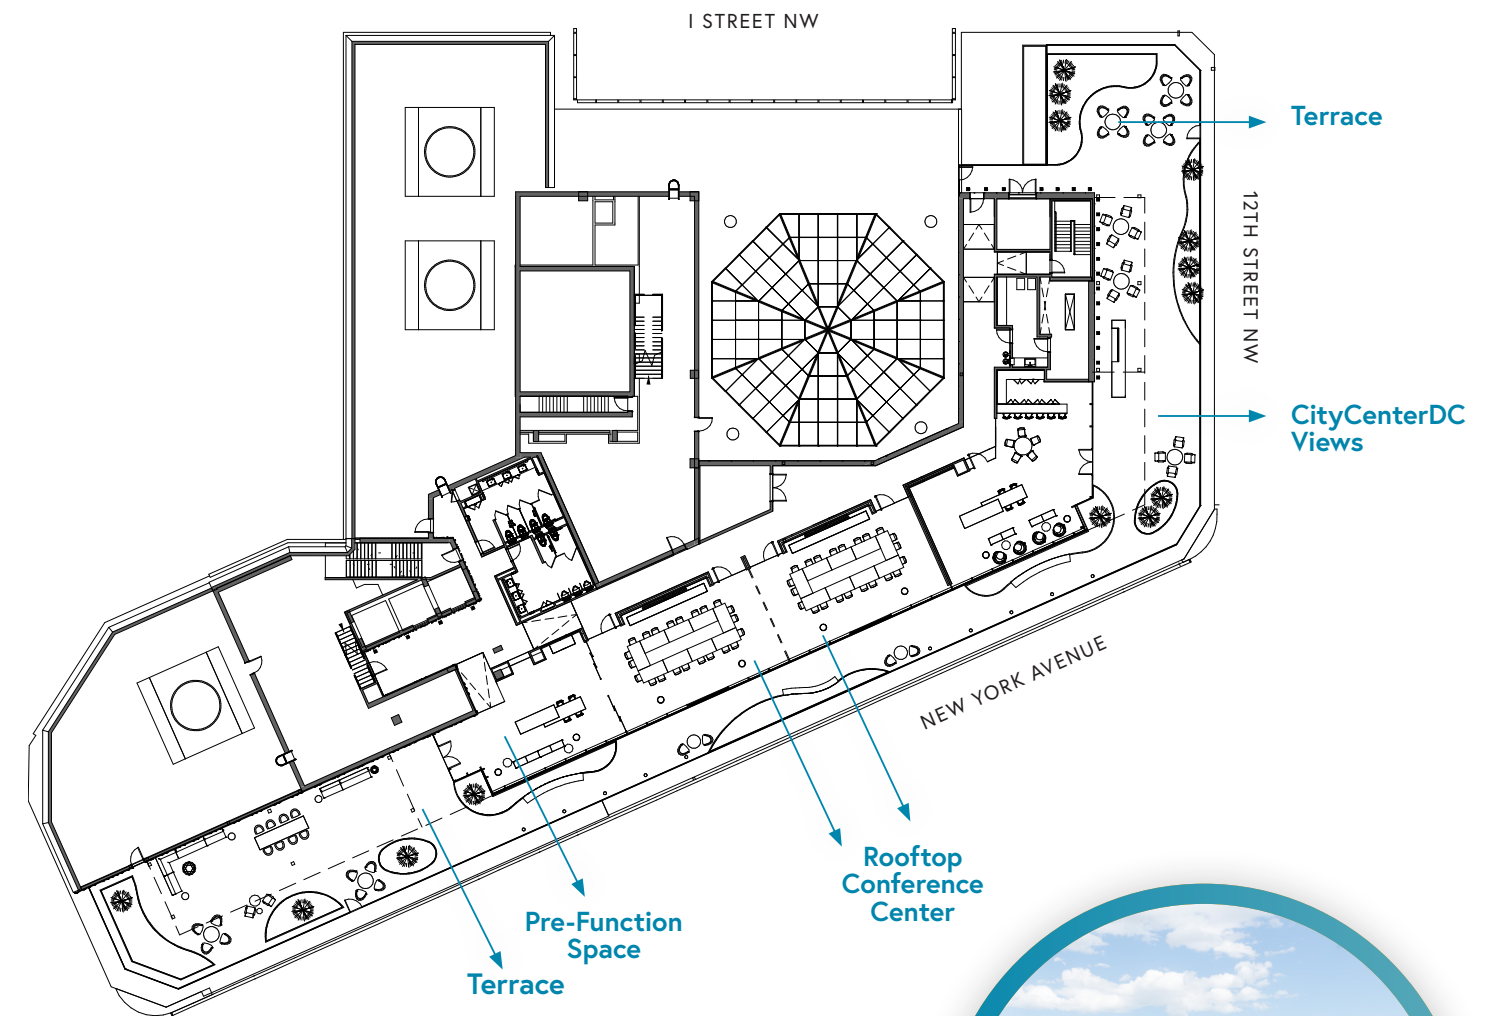 I STREET NW
Terrace
12TH STREET NW
CityCenterDC
Views
NEW YORK AVENUE
Rooftop
Conference
Center
Pre-Function
Space
Terrace